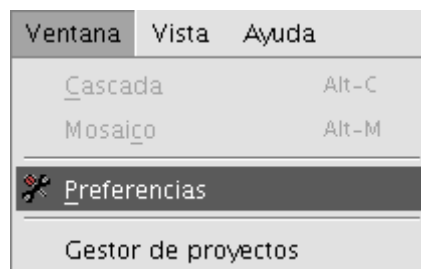 Ventana Vista Ayuda
Cascada Alt-C
Mosaico Alt-M
Preferencias
Gestor de proyectos